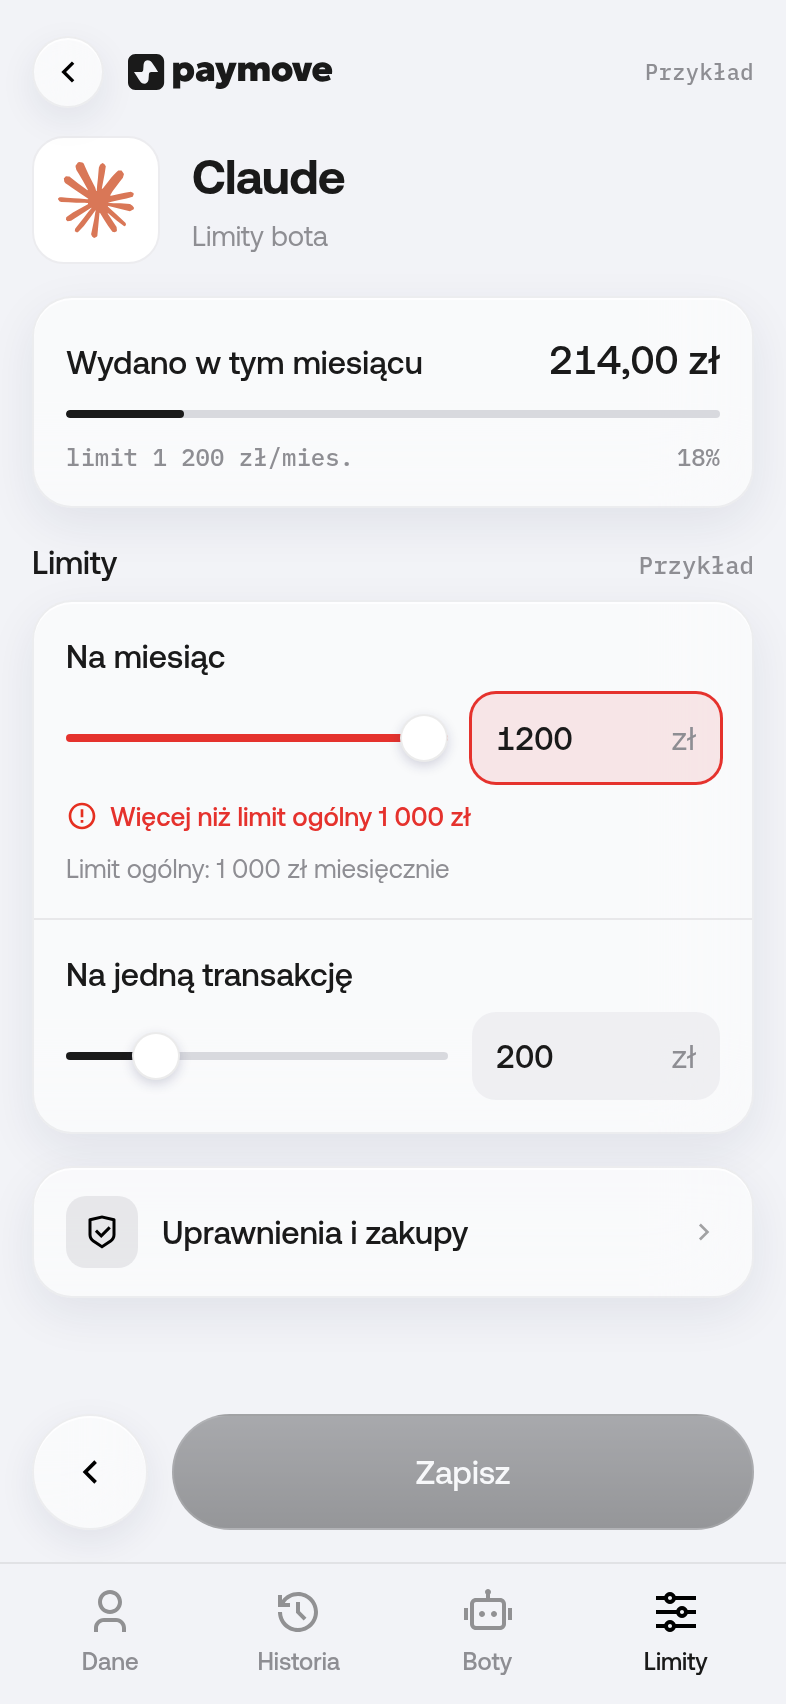 paymove
Przykład
Claude
Limity bota
Wydano w tym miesiącu 214,00 zł
limit 1 200 zł/mies. 18%
Limity Przykład
Na miesiąc
1200 zł
Więcej niż limit ogólny 1 000 zł
Limit ogólny: 1 000 zł miesięcznie
Na jedną transakcję
200 zł
Uprawnienia i zakupy
Zapisz
Dane Historia Boty Limity